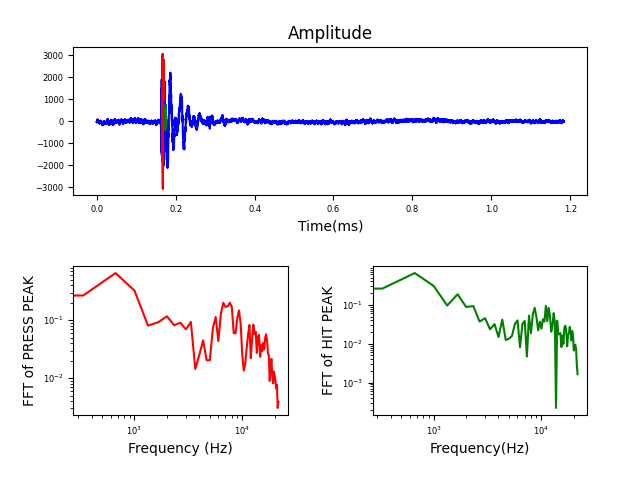 Amplitude
3000
2000
1000
0
−1000
−2000
−3000
0.0 0.2 0.4 0.6 0.8 1.0 1.2
Time(ms)
FFT of PRESS PEAK
10⁻¹
10⁻²
10³ 10⁴
Frequency (Hz)
FFT of HIT PEAK
10⁻¹
10⁻²
10⁻³
10³ 10⁴
Frequency(Hz)